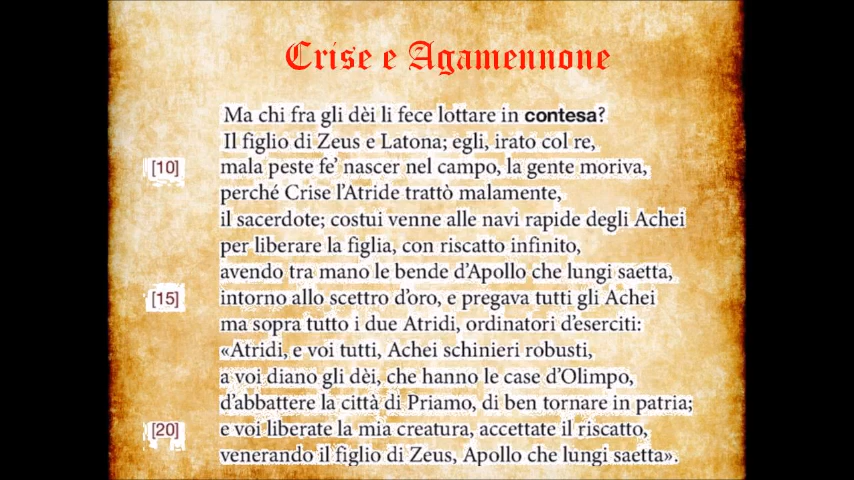 Crise e Agamennone
Ma chi fra gli dèi li fece lottare in contesa?
Il figlio di Zeus e Latona; egli, irato col re,
[10] mala peste fe' nascer nel campo, la gente moriva,
perché Crise l'Atride trattò malamente,
il sacerdote; costui venne alle navi rapide degli Achei
per liberare la figlia, con riscatto infinito,
avendo tra mano le bende d'Apollo che lungi saetta,
[15] intorno allo scettro d'oro, e pregava tutti gli Achei
ma sopra tutto i due Atridi, ordinatori d'eserciti:
«Atridi, e voi tutti, Achei schinieri robusti,
a voi diano gli dèi, che hanno le case d'Olimpo,
d'abbattere la città di Priamo, di ben tornare in patria;
[20] e voi liberate la mia creatura, accettate il riscatto,
venerando il figlio di Zeus, Apollo che lungi saetta».